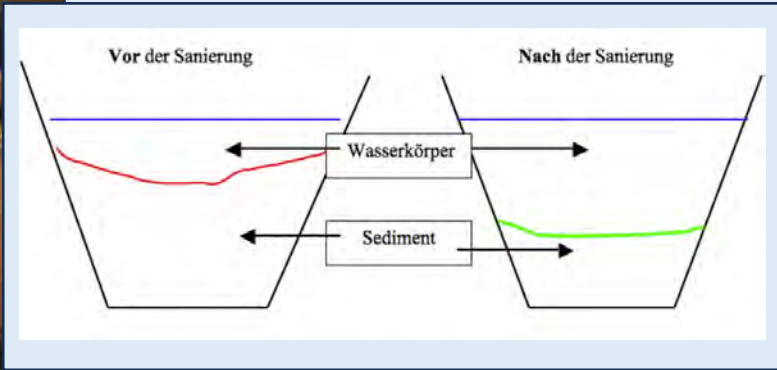 Vor der Sanierung
Nach der Sanierung
Wasserkörper
Sediment